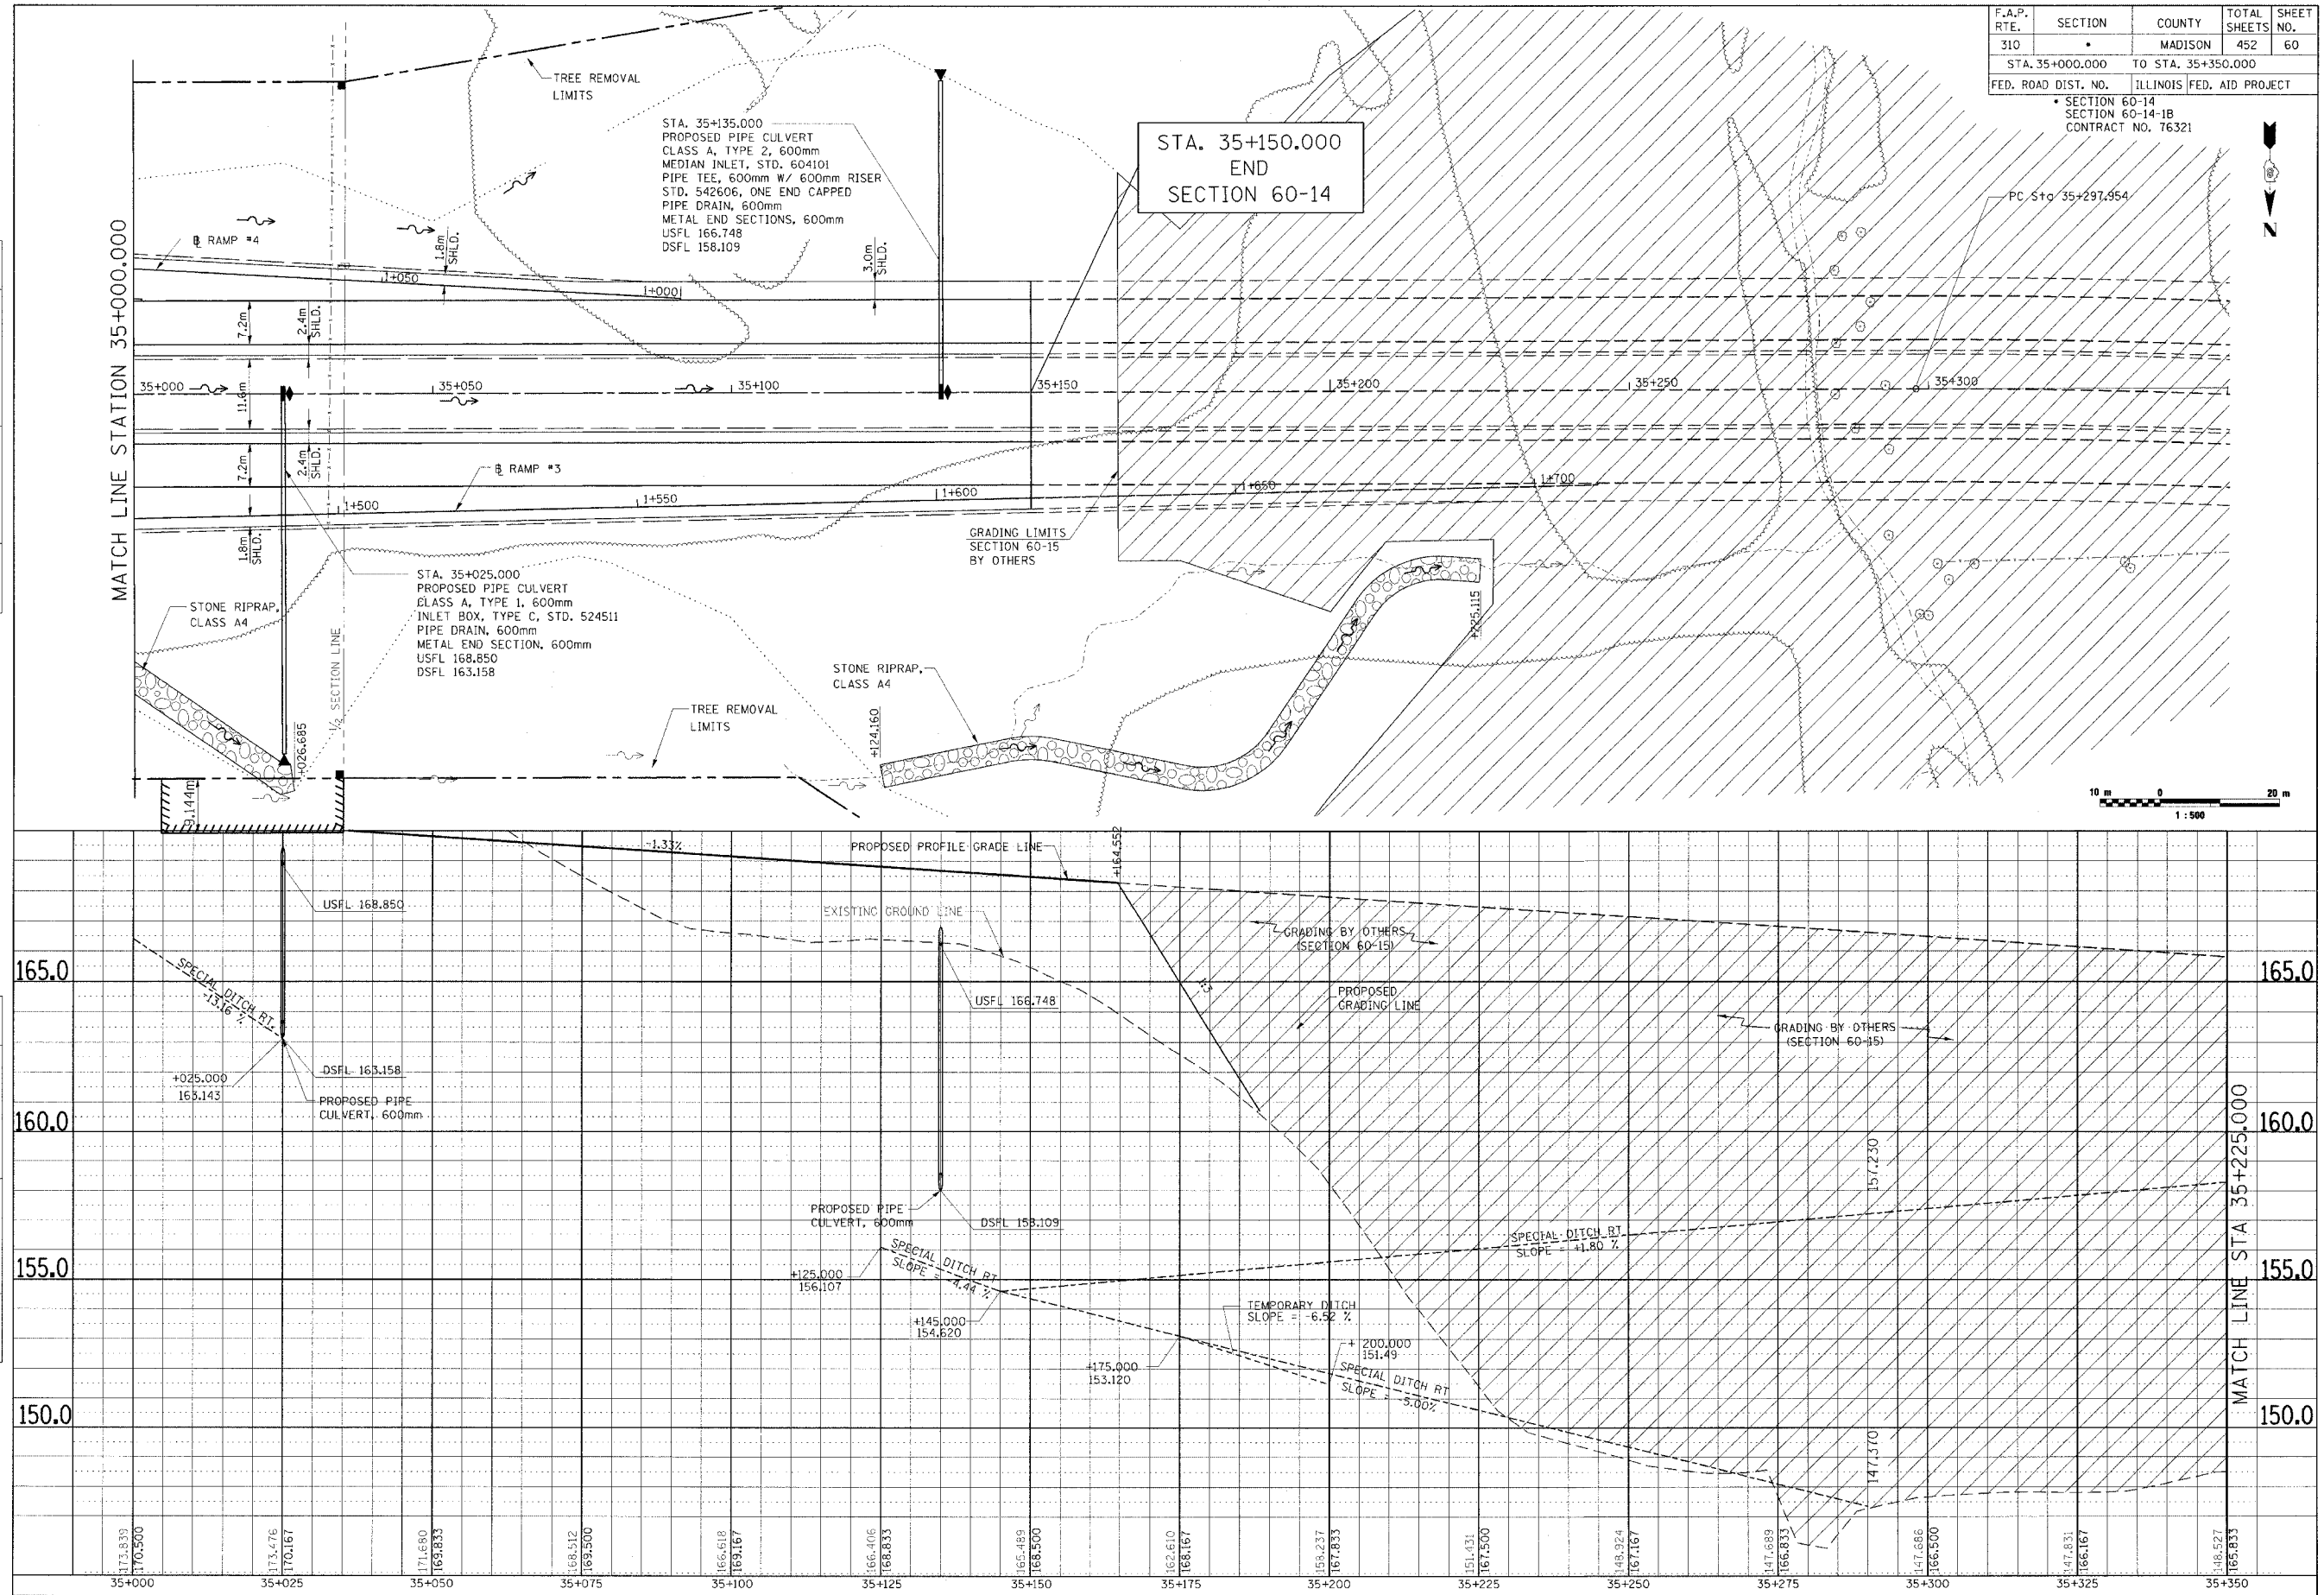 F.A.P. RTE. SECTION COUNTY TOTAL SHEETS SHEET NO.
310 • MADISON 452 60
STA. 35+000.000 TO STA. 35+350.000
FED. ROAD DIST. NO. ILLINOIS FED. AID PROJECT
• SECTION 60-14
SECTION 60-14-1B
CONTRACT NO. 76321
N
TREE REMOVAL
LIMITS
STA. 35+135.000
PROPOSED PIPE CULVERT
CLASS A, TYPE 2, 600mm
MEDIAN INLET, STD. 604101
PIPE TEE, 600mm W/ 600mm RISER
STD. 542606, ONE END CAPPED
PIPE DRAIN, 600mm
METAL END SECTIONS, 600mm
USFL 166.748
DSFL 158.109
STA. 35+150.000
END
SECTION 60-14
PC Sta 35+297.954
MATCH LINE STATION 35+000.000
℄ RAMP #4
1.8m
SHLD.
3.0m
SHLD.
1+050
1+000
7.2m
2.4m
SHLD.
35+000
35+050
35+100
35+150
35+200
35+250
35+300
11.6m
7.2m
2.4m
SHLD.
℄ RAMP #3
1+500
1+550
1+600
1+650
1+700
1.8m
SHLD.
GRADING LIMITS
SECTION 60-15
BY OTHERS
STA. 35+025.000
PROPOSED PIPE CULVERT
CLASS A, TYPE 1, 600mm
INLET BOX, TYPE C, STD. 524511
PIPE DRAIN, 600mm
METAL END SECTION, 600mm
USFL 168.850
DSFL 163.158
STONE RIPRAP,
CLASS A4
1/2 SECTION LINE
+026.685
9.144m
TREE REMOVAL
LIMITS
STONE RIPRAP,
CLASS A4
+124.160
+225.115
10 m 0 20 m
1 : 500
-1.33%
PROPOSED PROFILE GRADE LINE
+164.552
USFL 168.850
EXISTING GROUND LINE
GRADING BY OTHERS
(SECTION 60-15)
165.0
165.0
SPECIAL DITCH RT.
-13.16 %
USFL 166.748
1:3
PROPOSED
GRADING LINE
GRADING BY OTHERS
(SECTION 60-15)
DSFL 163.158
+025.000
163.143
PROPOSED PIPE
CULVERT, 600mm
160.0
160.0
157.230
PROPOSED PIPE
CULVERT, 600mm
DSFL 158.109
SPECIAL DITCH RT
SLOPE = -4.44 %
SPECIAL DITCH RT
SLOPE = +1.80 %
155.0
155.0
+125.000
156.107
+145.000
154.620
TEMPORARY DITCH
SLOPE = -6.52 %
+ 200.000
151.49
+175.000
153.120
SPECIAL DITCH RT
SLOPE = -5.00%
150.0
150.0
147.370
MATCH LINE STA 35+225.000
173.839
170.500
173.476
170.167
171.680
169.833
168.512
169.500
166.618
169.167
166.406
168.833
165.489
168.500
162.610
168.167
158.237
167.833
151.431
167.500
148.924
167.167
147.689
166.833
147.686
166.500
147.831
166.167
148.527
165.833
35+000 35+025 35+050 35+075 35+100 35+125 35+150 35+175 35+200 35+225 35+250 35+275 35+300 35+325 35+350